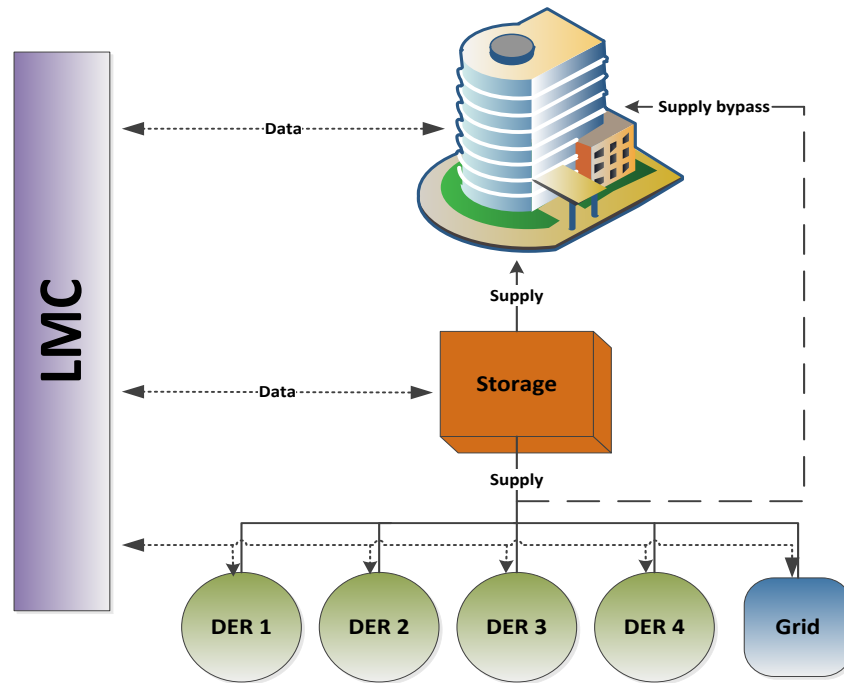 LMC
Data
Supply bypass
Supply
Data
Storage
Supply
DER 1
DER 2
DER 3
DER 4
Grid